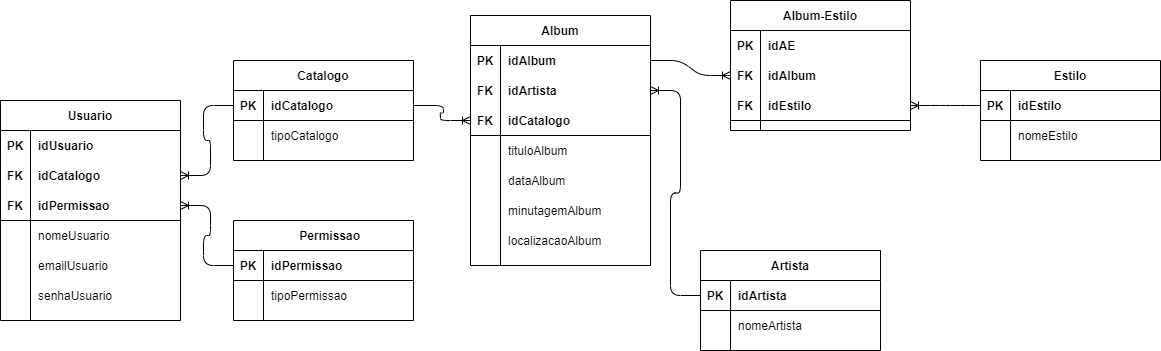 Usuario
PK idUsuario
FK idCatalogo
FK idPermissao
nomeUsuario
emailUsuario
senhaUsuario
Catalogo
PK idCatalogo
tipoCatalogo
Permissao
PK idPermissao
tipoPermissao
Album
PK idAlbum
FK idArtista
FK idCatalogo
tituloAlbum
dataAlbum
minutagemAlbum
localizacaoAlbum
Album-Estilo
PK idAE
FK idAlbum
FK idEstilo
Artista
PK idArtista
nomeArtista
Estilo
PK idEstilo
nomeEstilo